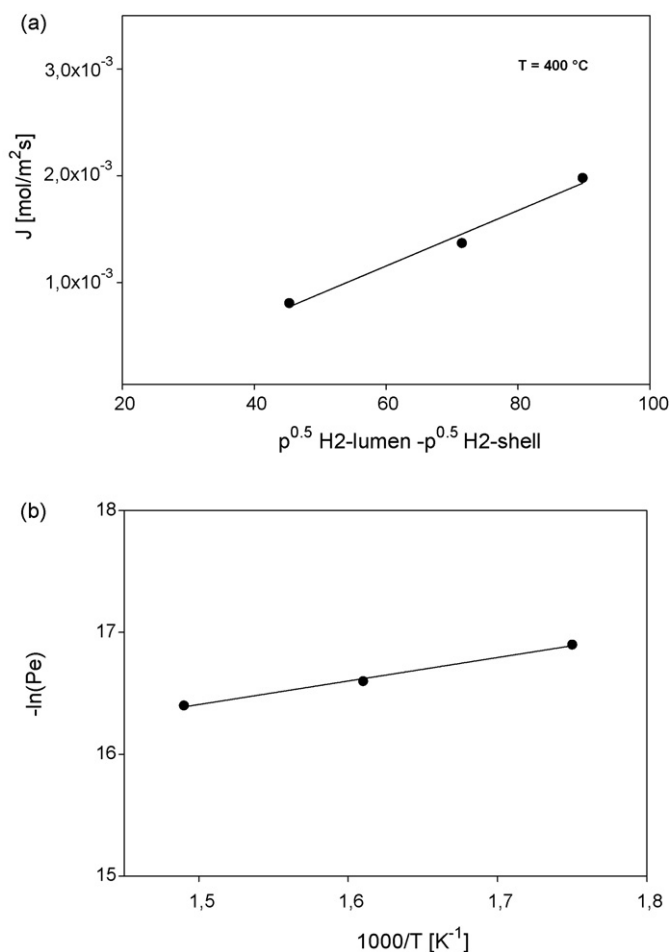 (a)
T = 400 °C
3,0x10⁻³
2,0x10⁻³
1,0x10⁻³
J [mol/m²s]
20 40 60 80 100
p⁰·⁵ H2-lumen -p⁰·⁵ H2-shell
(b)
18
17
16
15
-ln(Pe)
1,5 1,6 1,7 1,8
1000/T [K⁻¹]